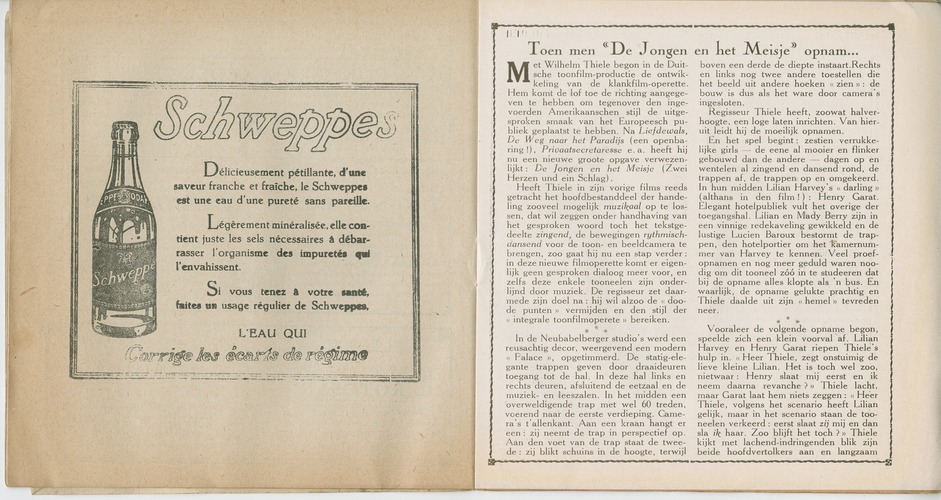 Schweppes
Délicieusement pétillante, d'une
saveur franche et fraîche, le Schweppes
est une eau d'une pureté sans pareille.
Légèrement minéralisée, elle con-
tient juste les sels nécessaires à débar-
rasser l'organisme des impuretés qui
l'envahissent.
Si vous tenez à votre santé,
faites un usage régulier de Schweppes,
L'EAU QUI
Corrige les écarts de régime
Schweppes
Toen men "De Jongen en het Meisje" opnam...
Met Wilhelm Thiele begon in de Duit-
sche toonfilm-productie de ontwik-
keling van de klankfilm-operette.
Hem komt de lof toe de richting aangege-
ven te hebben om tegenover den inge-
voerden Amerikaanschen stijl de uitge-
sproken smaak van het Europeesch pu-
bliek geplaatst te hebben. Na Liefdewals,
De Weg naar het Paradijs (een openba-
ring !), Privaatsecretaresse e. a. heeft hij
nu een nieuwe groote opgave verwezen-
lijkt : De Jongen en het Meisje (Zwei
Herzen und ein Schlag).
Heeft Thiele in zijn vorige films reeds
getracht het hoofdbestanddeel der hande-
ling zooveel mogelijk muzikaal op te los-
sen, dat wil zeggen onder handhaving van
het gesproken woord toch het tekstge-
deelte zingend, de bewegingen rythmisch-
dansend voor de toon- en beeldcamera te
brengen, zoo gaat hij nu een stap verder :
in deze nieuwe filmoperette komt er eigen-
lijk geen gesproken dialoog meer voor, en
zelfs deze enkele tooneelen zijn onder-
lijnd door muziek. De regisseur zet daar-
mede zijn doel na : hij wil alzoo de « doo-
de punten » vermijden en den stijl der
« integrale toonfilmoperete » bereiken.
* * *
In de Neubabelberger studio's werd een
reusachtig decor, weergevend een modern
« Palace », opgetimmerd. De statig-ele-
gante trappen geven door draaideuren
toegang tot de hal. In deze hal links en
rechts deuren, afsluitend de eetzaal en de
muziek- en leeszalen. In het midden een
overweldigende trap met wel 60 treden,
voerend naar de eerste verdieping. Came-
ra's t'allenkant. Aan een kraan hangt er
een : zij neemt de trap in perspectief op.
Aan den voet van de trap staat de twee-
de : zij blikt schuins in de hoogte, terwijl
boven een derde de diepte instaart.Rechts
en links nog twee andere toestellen die
het beeld uit andere hoeken « zien » : de
bouw is dus als het ware door camera's
ingesloten.
Regisseur Thiele heeft, zoowat halver-
hoogte, een loge laten inrichten. Van hier-
uit leidt hij de moeilijk opnamen.
En het spel begint : zestien verrukke-
lijke girls — de eene al mooier en flinker
gebouwd dan de andere — dagen op en
wentelen al zingend en dansend rond, de
trappen af, de trappen op en omgekeerd.
In hun midden Lilian Harvey's « darling »
(althans in den film !) : Henry Garat.
Elegant hotelpubliek vult het overige der
toegangshal. Lilian en Mady Berry zijn in
een vinnige redekaveling gewikkeld en de
lustige Lucien Baroux bestormt de trap-
pen, den hotelportier om het kamernum-
mer van Harvey te kennen. Veel proef-
opnamen en nog meer geduld waren noo-
dig om dit tooneel zóó in te studeeren dat
bij de opname alles klopte als 'n bus. En
waarlijk, de opname gelukte prachtig en
Thiele daalde uit zijn « hemel » tevreden
neer.
* * *
Vooraleer de volgende opname begon,
speelde zich een klein voorval af. Lilian
Harvey en Henry Garat riepen Thiele's
hulp in. « Heer Thiele, zegt onstuimig de
lieve kleine Lilian. Het is toch wel zoo,
nietwaar : Henry slaat mij eerst en ik
neem daarna revanche ? » Thiele lacht,
maar Garat laat hem niets zeggen : « Heer
Thiele, volgens het scenario heeft Lilian
gelijk, maar in het scenario staan de too-
neelen verkeerd : eerst slaat zij mij en dan
sla ik haar. Zoo blijft het toch ? » Thiele
kijkt met lachend-indringenden blik zijn
beide hoofdvertolkers aan en langzaam